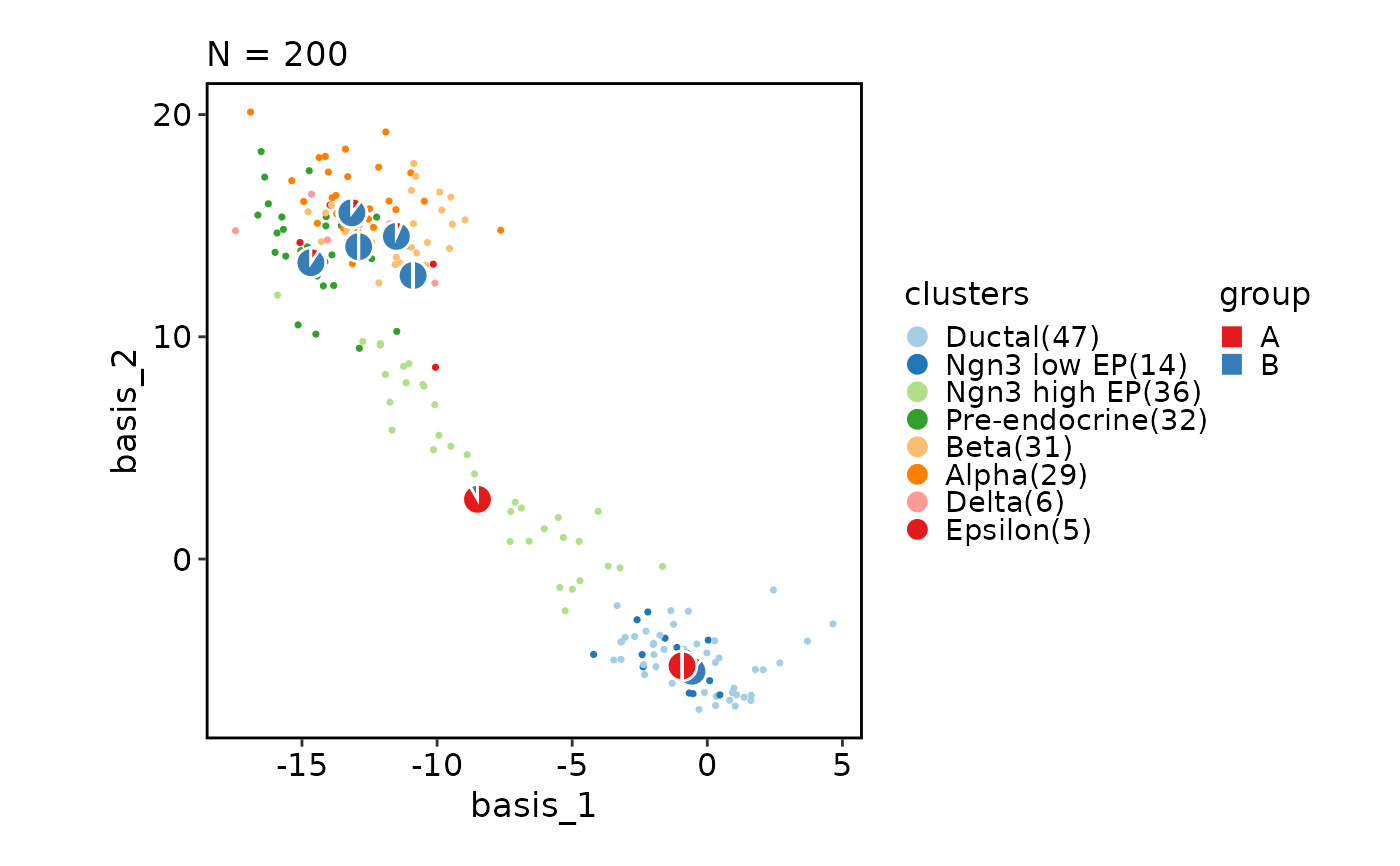 N = 200
20
10
0
basis_2
-15
-10
-5
0
5
basis_1
clusters
Ductal(47)
Ngn3 low EP(14)
Ngn3 high EP(36)
Pre-endocrine(32)
Beta(31)
Alpha(29)
Delta(6)
Epsilon(5)
group
A
B